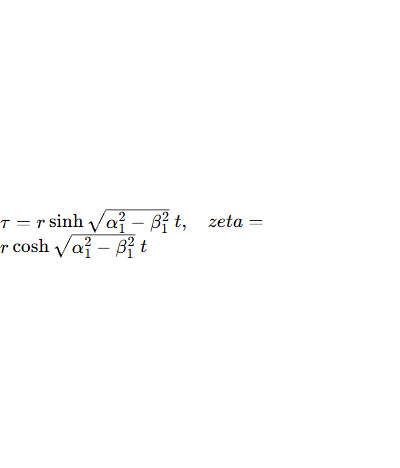 τ = r sinh √(α₁² − β₁²) t, zeta =
r cosh √(α₁² − β₁²) t